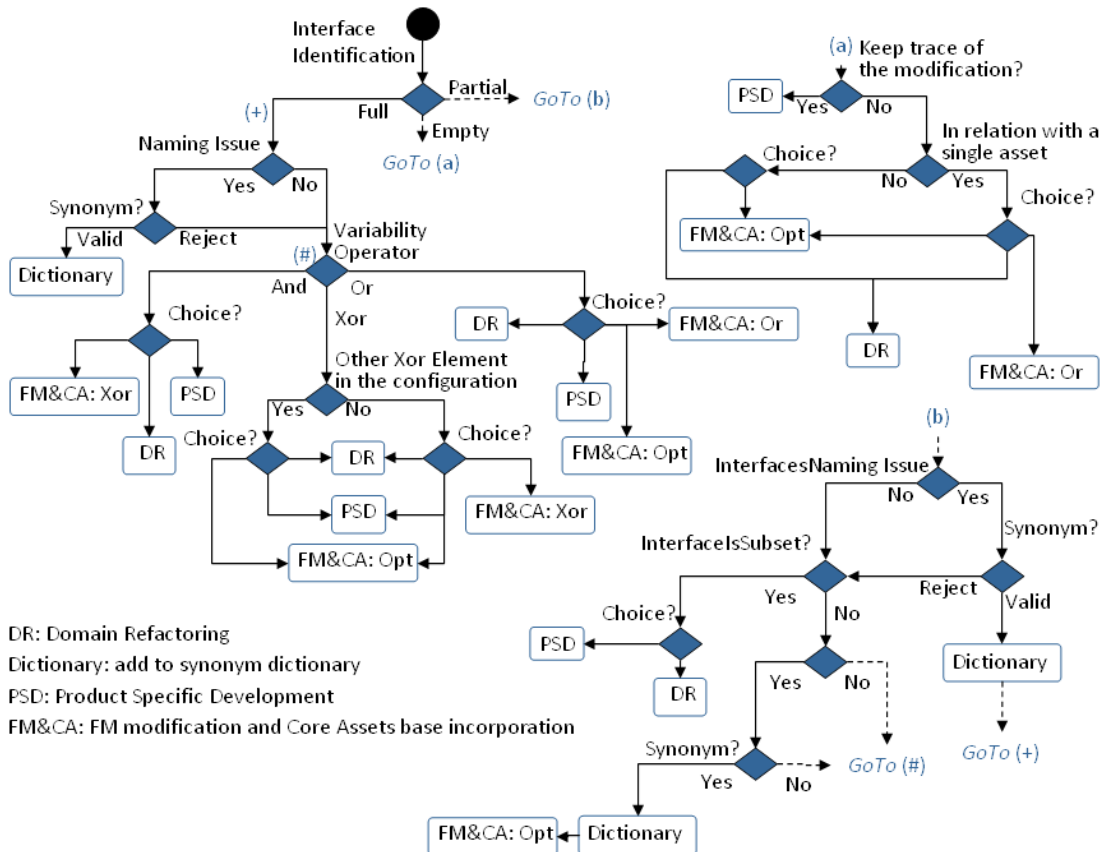 Interface
Identification
Partial
GoTo (b)
Full
Empty
GoTo (a)
(+)
Naming Issue
Yes
No
Synonym?
Valid
Reject
Dictionary
Variability
Operator
(#)
And
Or
Xor
Choice?
FM&CA: Xor
DR
PSD
Other Xor Element
in the configuration
Yes
No
Choice?
Choice?
DR
PSD
FM&CA: Opt
FM&CA: Xor
Choice?
DR
FM&CA: Or
PSD
FM&CA: Opt
(a)
Keep trace of
the modification?
PSD
Yes
No
In relation with a
single asset
Choice?
No
Yes
Choice?
FM&CA: Opt
DR
FM&CA: Or
(b)
InterfacesNaming Issue
No
Yes
Synonym?
InterfaceIsSubset?
Reject
Valid
Yes
No
Choice?
PSD
DR
Dictionary
GoTo (+)
Yes
No
GoTo (#)
Synonym?
Yes
No
FM&CA: Opt
Dictionary
DR: Domain Refactoring
Dictionary: add to synonym dictionary
PSD: Product Specific Development
FM&CA: FM modification and Core Assets base incorporation